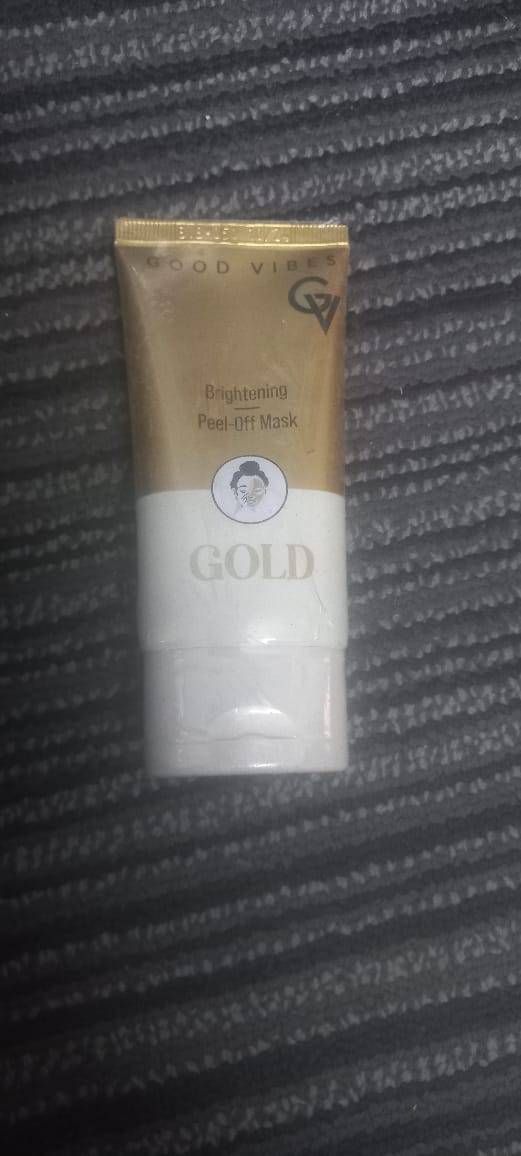 GOOD VIBES
GV
Brightening
Peel-Off Mask
GOLD